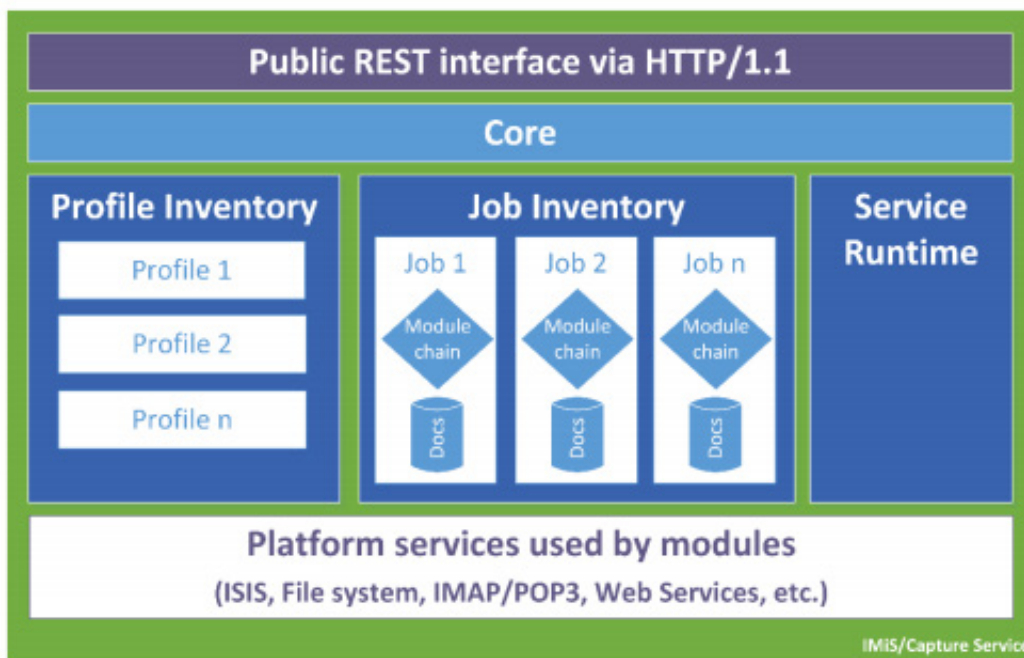 Public REST interface via HTTP/1.1
Core
Profile Inventory
Profile 1
Profile 2
Profile n
Job Inventory
Job 1
Module
chain
Docs
Job 2
Module
chain
Docs
Job n
Module
chain
Docs
Service
Runtime
Platform services used by modules
(ISIS, File system, IMAP/POP3, Web Services, etc.)
IMiS/Capture Service